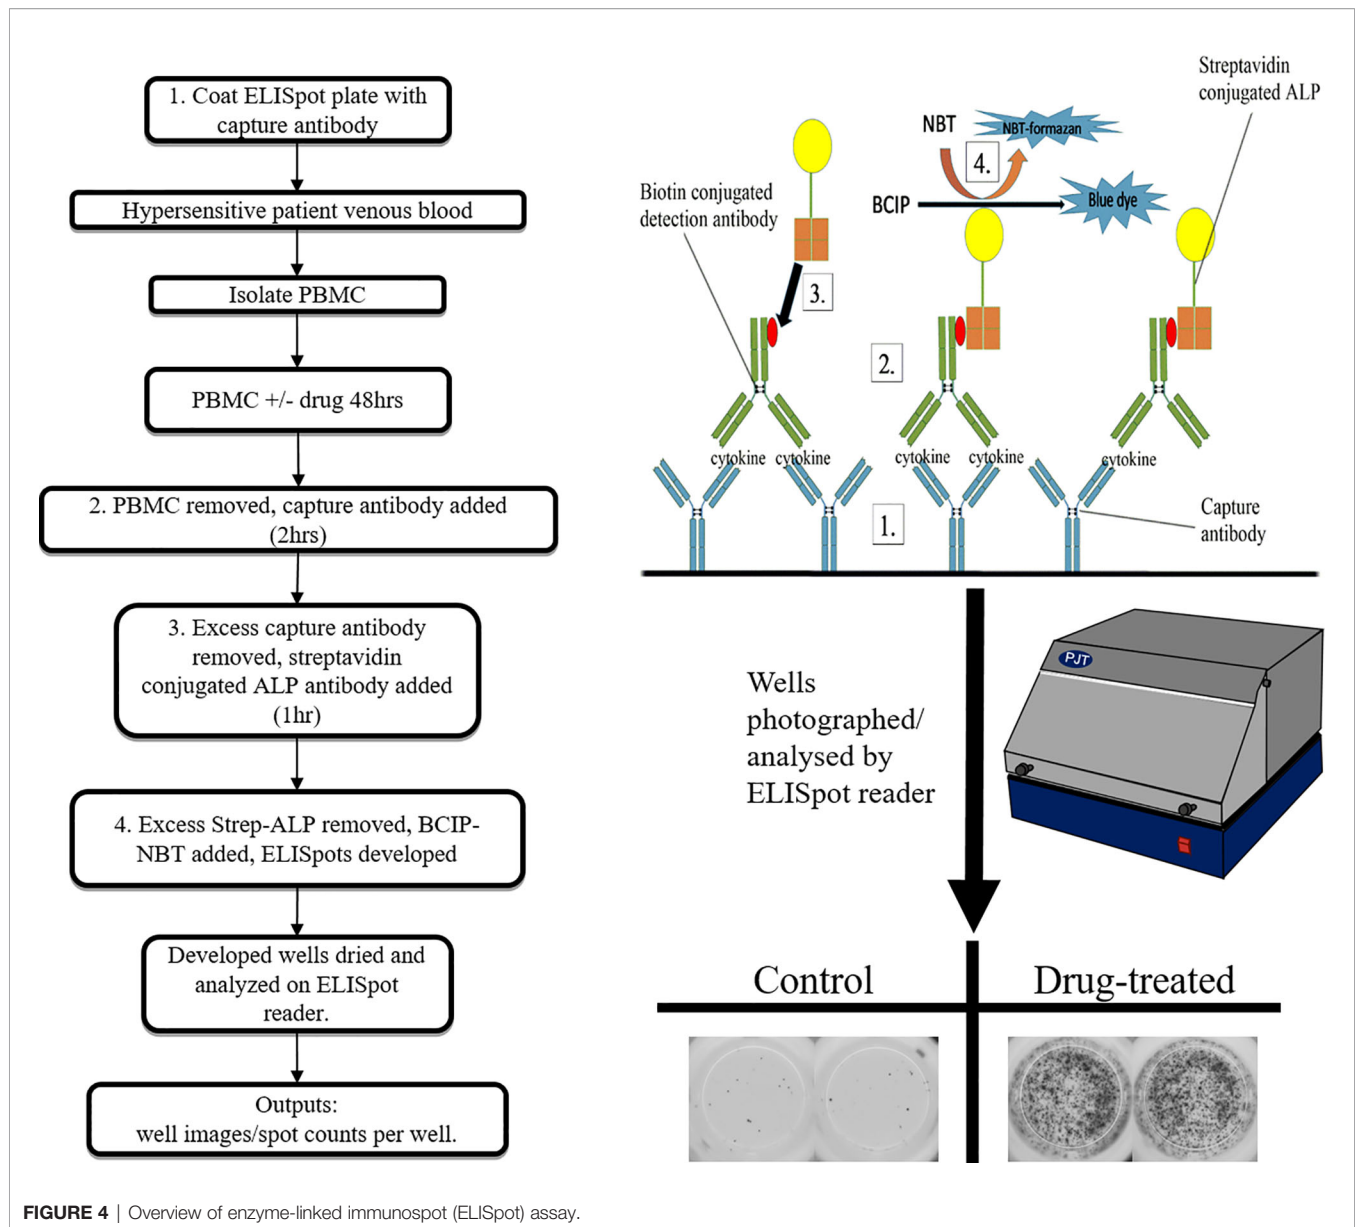 1. Coat ELISpot plate with
capture antibody
Hypersensitive patient venous blood
Isolate PBMC
PBMC +/- drug 48hrs
2. PBMC removed, capture antibody added
(2hrs)
3. Excess capture antibody
removed, streptavidin
conjugated ALP antibody added
(1hr)
4. Excess Strep-ALP removed, BCIP-
NBT added, ELISpots developed
Developed wells dried and
analyzed on ELISpot
reader.
Outputs:
well images/spot counts per well.
Streptavidin
conjugated ALP
NBT
NBT-formazan
4.
Biotin conjugated
detection antibody
BCIP
Blue dye
3.
2.
cytokine
cytokine
cytokine
cytokine
cytokine
1.
Capture
antibody
Wells
photographed/
analysed by
ELISpot reader
PJT
Control
Drug-treated
FIGURE 4 | Overview of enzyme-linked immunospot (ELISpot) assay.